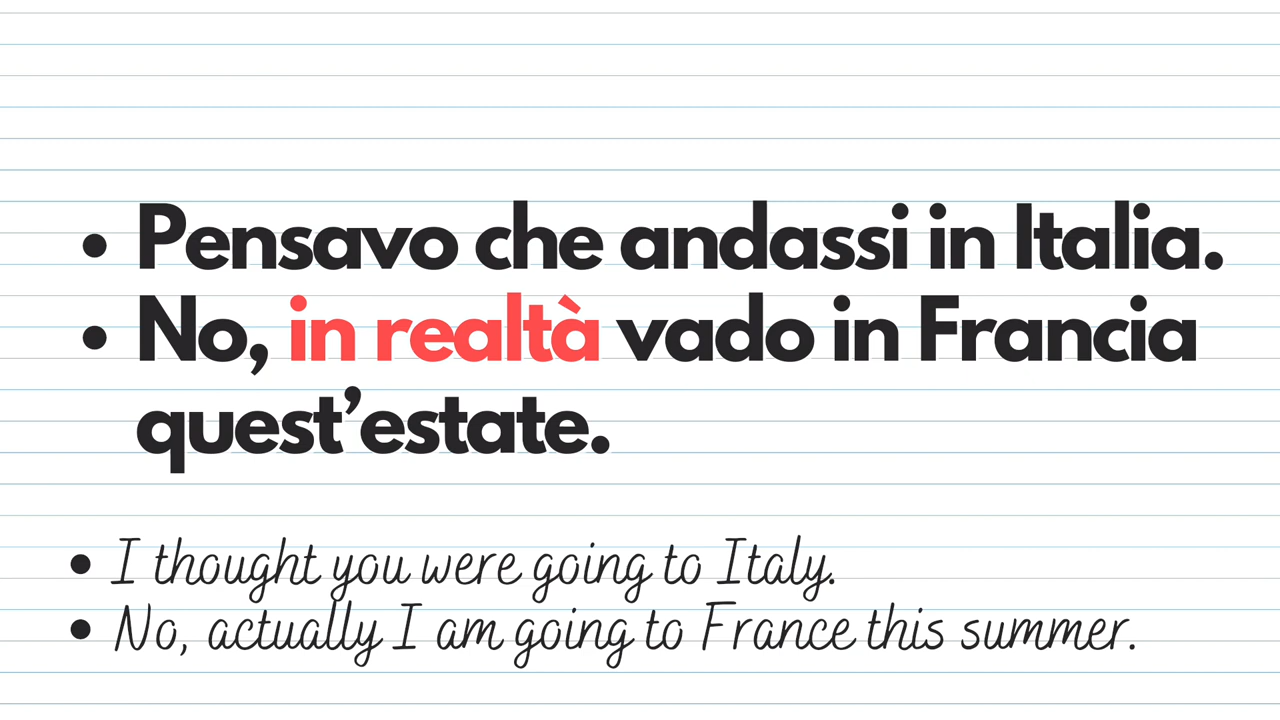 • Pensavo che andassi in Italia.
• No, in realtà vado in Francia
quest’estate.
• I thought you were going to Italy.
• No, actually I am going to France this summer.